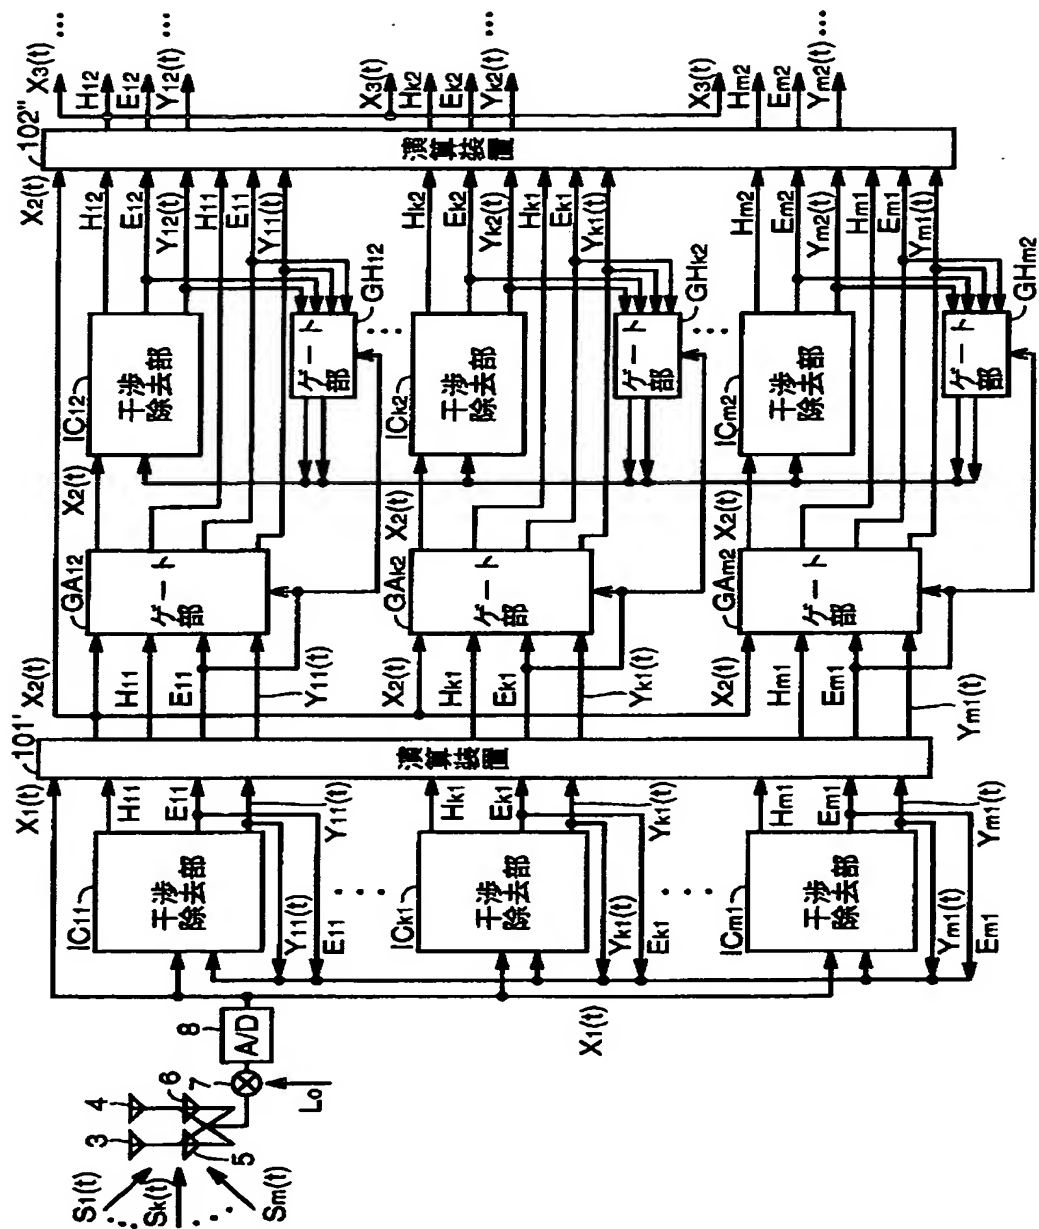 S1(t)
Sk(t)
Sm(t)
3
4
5
6
7
8
A/D
Lo
X1(t)
X1(t)
IC11
干渉
除去部
H11
E11
Y11(t)
Y11(t)
E11
ICk1
干渉
除去部
Hk1
Ek1
Yk1(t)
Yk1(t)
Ek1
ICm1
干渉
除去部
Hm1
Em1
Ym1(t)
Ym1(t)
Em1
101'
演算装置
X2(t)
H11
E11
Y11(t)
X2(t)
Hk1
Ek1
Yk1(t)
X2(t)
Hm1
Em1
Ym1(t)
GA12
ゲート
部
GAk2
ゲート
部
GAm2
ゲート
部
X2(t)
X2(t)
X2(t)
IC12
干渉
除去部
ICk2
干渉
除去部
ICm2
干渉
除去部
GH12
ゲート
部
GHk2
ゲート
部
GHm2
ゲート
部
X2(t)
H12
E12
Y12(t)
H11
E11
Y11(t)
Hk2
Ek2
Yk2(t)
Hk1
Ek1
Yk1(t)
Hm2
Em2
Ym2(t)
Hm1
Em1
Ym1(t)
102"
演算装置
X3(t)
H12
E12
Y12(t)
X3(t)
Hk2
Ek2
Yk2(t)
X3(t)
Hm2
Em2
Ym2(t)